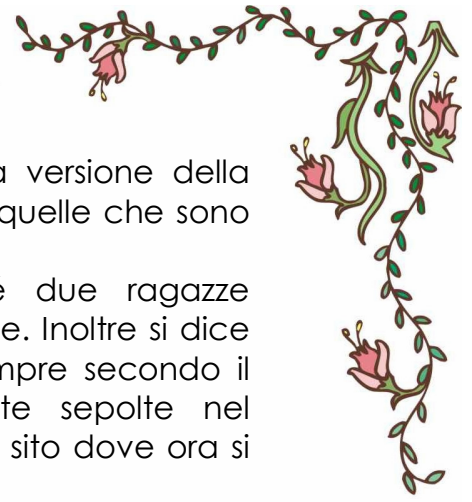 a versione della
quelle che sono
è due ragazze
e. Inoltre si dice
mpre secondo il
te sepolte nel
sito dove ora si